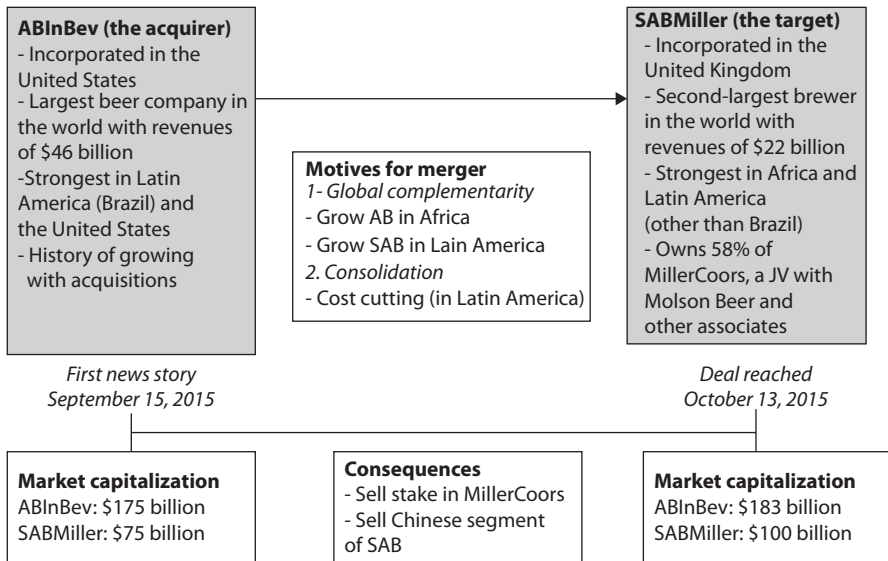 ABInBev (the acquirer)
- Incorporated in the
United States
- Largest beer company in
the world with revenues
of $46 billion
-Strongest in Latin
America (Brazil) and
the United States
- History of growing
with acquisitions
SABMiller (the target)
- Incorporated in the
United Kingdom
- Second-largest brewer
in the world with
revenues of $22 billion
- Strongest in Africa and
Latin America
(other than Brazil)
- Owns 58% of
MillerCoors, a JV with
Molson Beer and
other associates
Motives for merger
1- Global complementarity
- Grow AB in Africa
- Grow SAB in Lain America
2. Consolidation
- Cost cutting (in Latin America)
First news story
September 15, 2015
Deal reached
October 13, 2015
Market capitalization
ABInBev: $175 billion
SABMiller: $75 billion
Consequences
- Sell stake in MillerCoors
- Sell Chinese segment
of SAB
Market capitalization
ABInBev: $183 billion
SABMiller: $100 billion